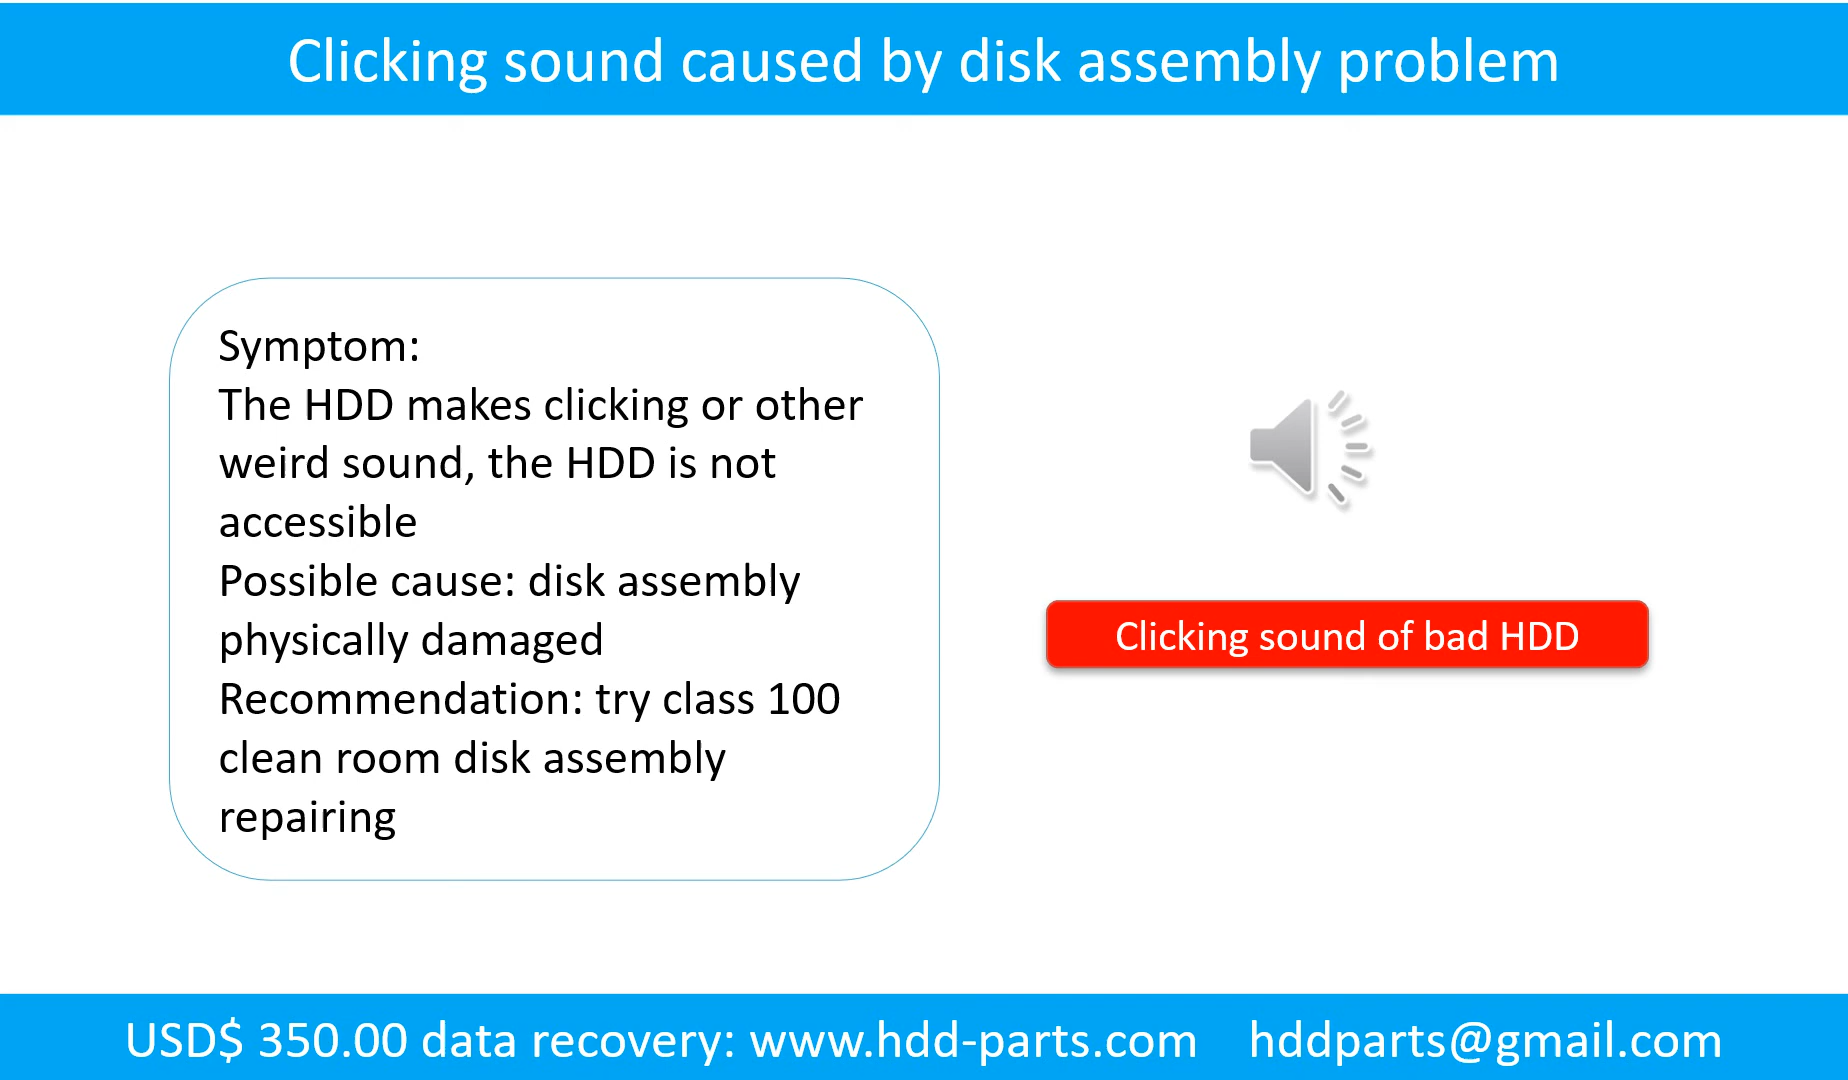 Clicking sound caused by disk assembly problem
Symptom:
The HDD makes clicking or other
weird sound, the HDD is not
accessible
Possible cause: disk assembly
physically damaged
Recommendation: try class 100
clean room disk assembly
repairing
Clicking sound of bad HDD
USD$ 350.00 data recovery: www.hdd-parts.com hddparts@gmail.com